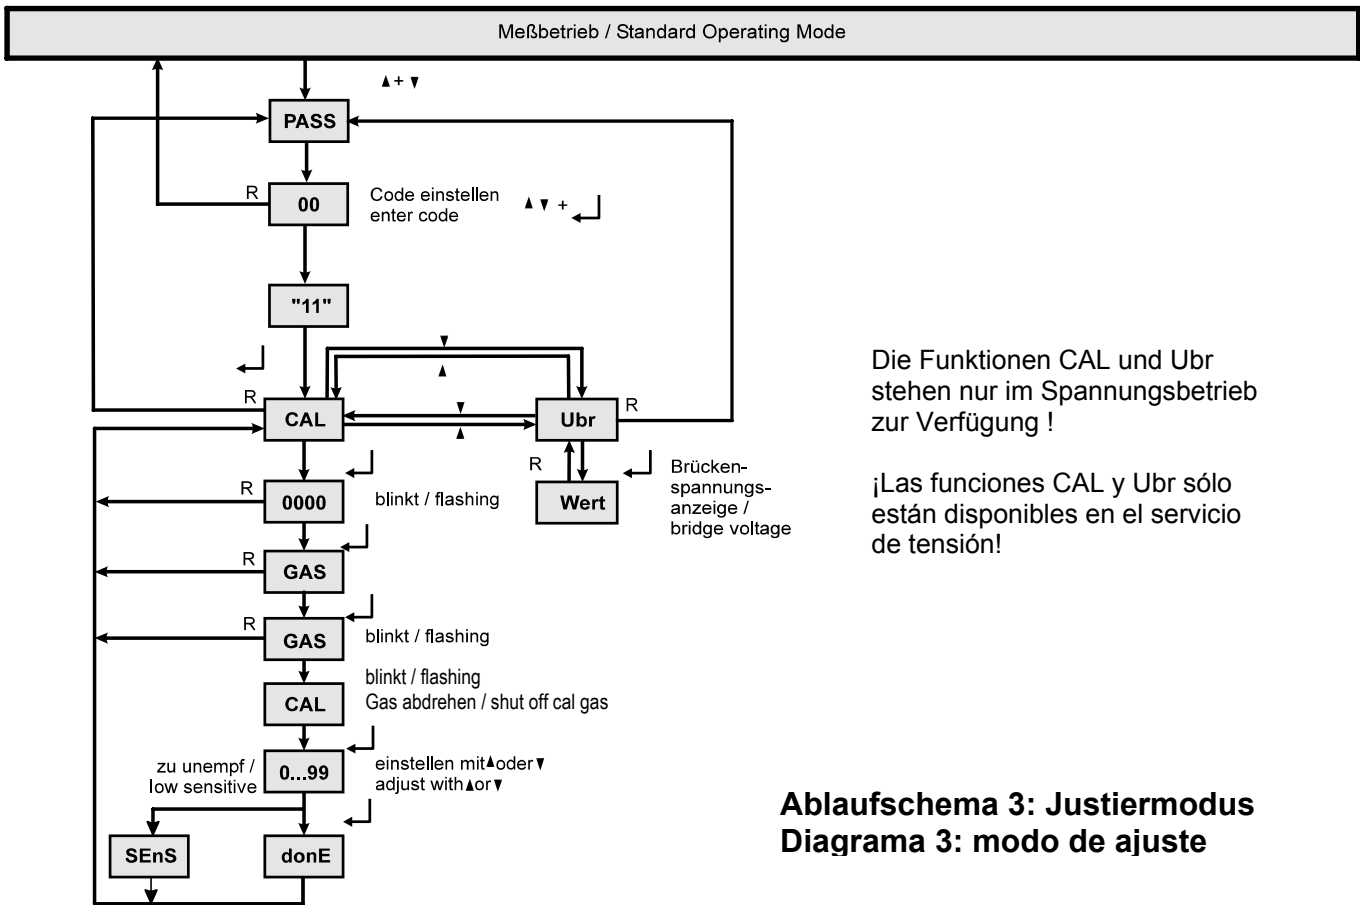 Meßbetrieb / Standard Operating Mode
▲ + ▼
PASS
R
00
Code einstellen
enter code
▲ ▼ +
"11"
▼
▲
R
CAL
▼
▲
Ubr
R
R
0000
blinkt / flashing
R
Wert
Brücken-
spannungs-
anzeige /
bridge voltage
R
GAS
R
GAS
blinkt / flashing
CAL
blinkt / flashing
Gas abdrehen / shut off cal gas
zu unempf /
low sensitive
0...99
einstellen mit▲oder▼
adjust with▲or▼
SEnS
donE
Die Funktionen CAL und Ubr
stehen nur im Spannungsbetrieb
zur Verfügung !
¡Las funciones CAL y Ubr sólo
están disponibles en el servicio
de tensión!
Ablaufschema 3: Justiermodus
Diagrama 3: modo de ajuste